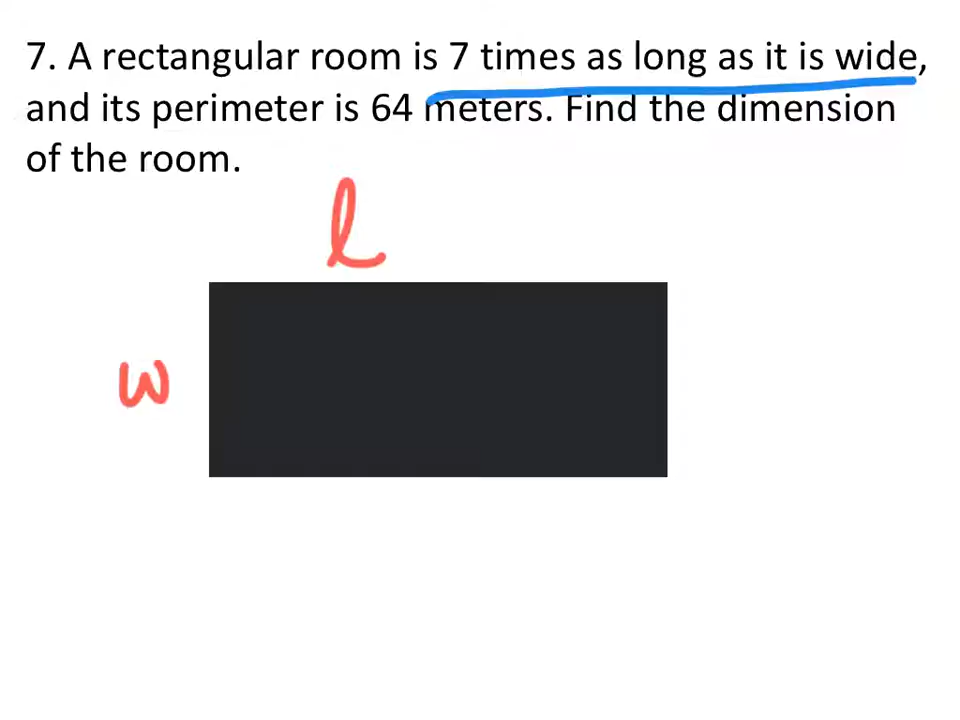 7. A rectangular room is 7 times as long as it is wide,
and its perimeter is 64 meters. Find the dimension
of the room.
l
w